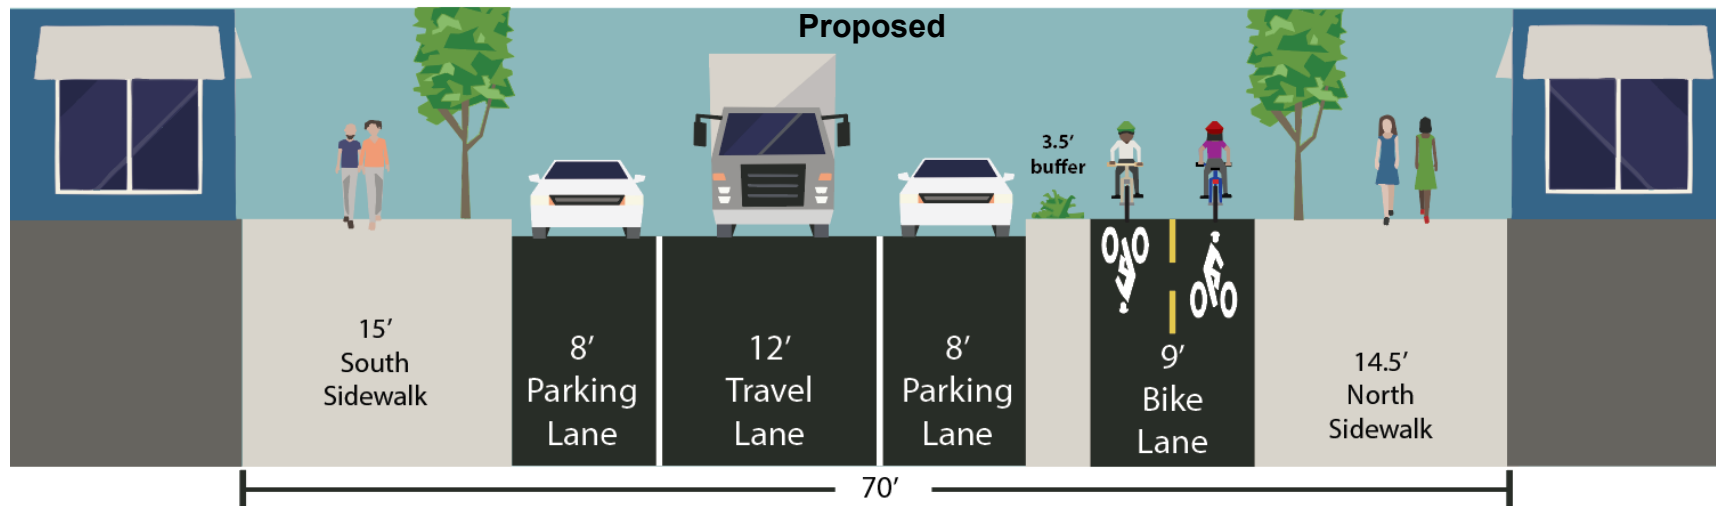 Proposed
3.5’
buffer
15’
South
Sidewalk
8’
Parking
Lane
12’
Travel
Lane
8’
Parking
Lane
9’
Bike
Lane
14.5’
North
Sidewalk
70’